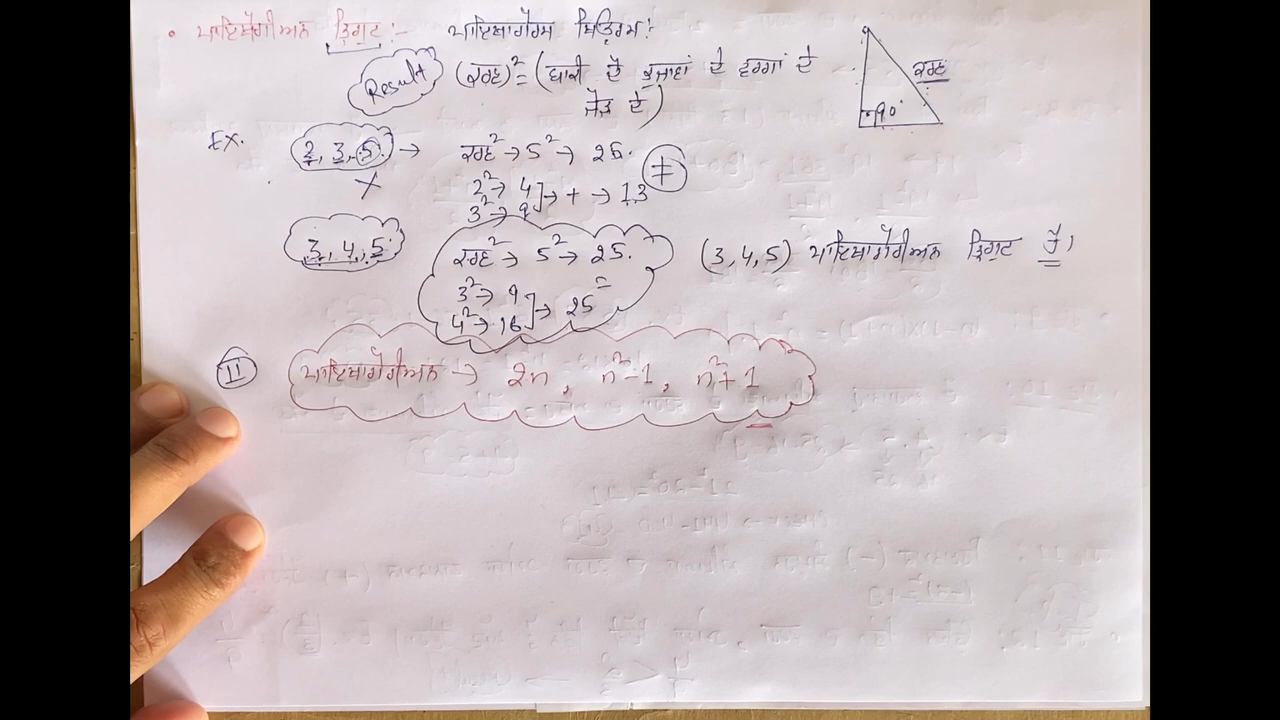 • ਪਾਇਥੋਗੀਅਨ ਤ੍ਰਿਗੁਟ :- ਪਾਇਥਾਗੋਰਸ ਥਿਊਰਮ:
Result (ਕਰਣ)² = (ਬਾਕੀ ਦੋ ਭੁਜਾਵਾਂ ਦੇ ਵਰਗਾਂ ਦੇ
ਜੋੜ ਦੇ)
ਕਰਣ
90°
EX. 2, 3, 5. → ਕਰਣ² → 5² → 25.
X 2² → 4
3² → 9 ] → + → 13 ≠
3, 4, 5. ਕਰਣ² → 5² → 25. (3, 4, 5) ਪਾਇਥਾਗੋਰੀਅਨ ਤ੍ਰਿਗੁਟ ਹੈ।
3² → 9 =
4² → 16 ] → 25
II ਪਾਇਥਾਗੋਰੀਅਨ → 2n, n²-1, n²+1